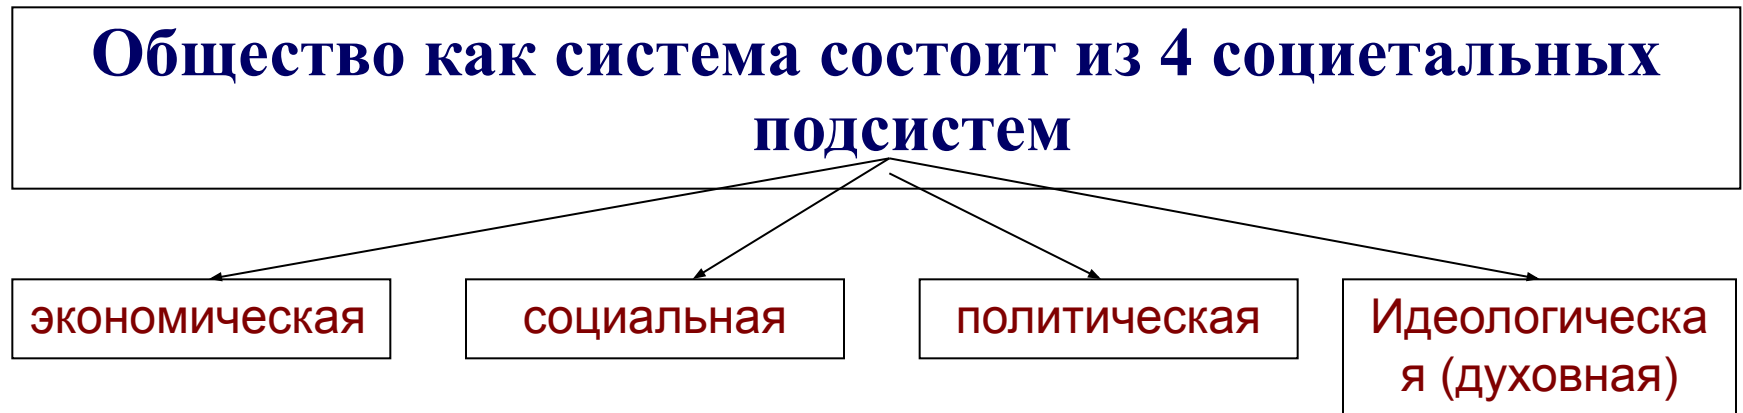 Общество как система состоит из 4 социетальных
подсистем
экономическая
социальная
политическая
Идеологическа
я (духовная)